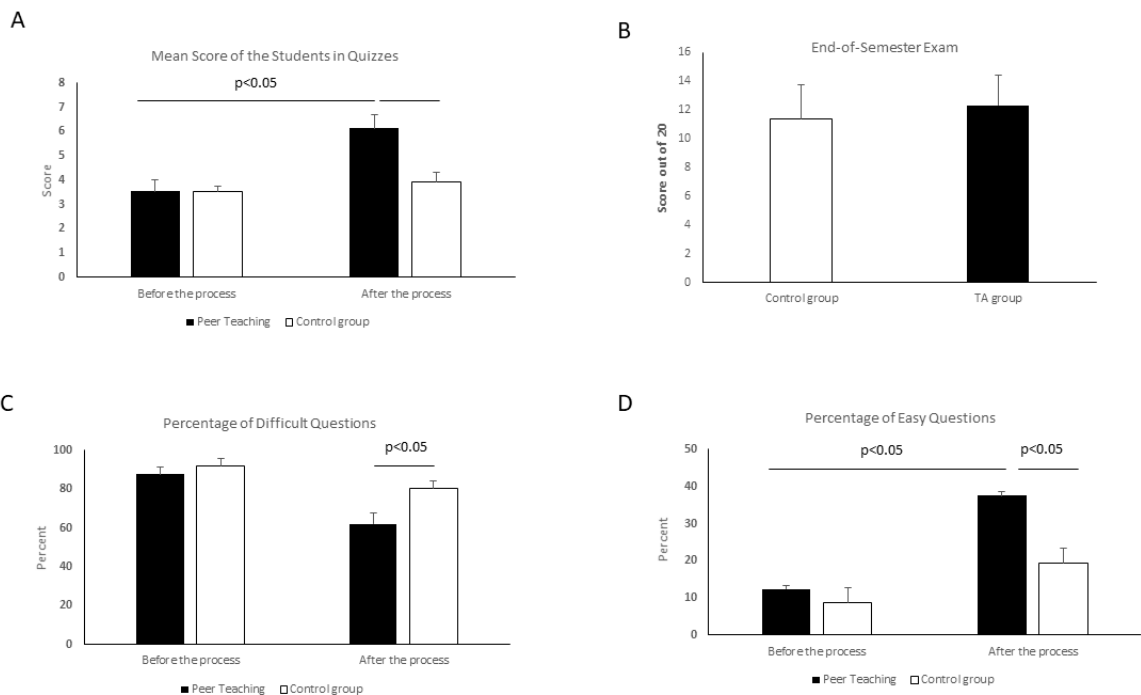 A
Mean Score of the Students in Quizzes
p<0.05
8
7
6
5
4
3
2
1
0
Score
Before the process
After the process
Peer Teaching
Control group
B
End-of-Semester Exam
16
14
12
10
8
6
4
2
0
Score out of 20
Control group
TA group
C
Percentage of Difficult Questions
p<0.05
100
80
60
40
20
0
Percent
Before the process
After the process
Peer Teaching
Control group
D
Percentage of Easy Questions
p<0.05
p<0.05
50
40
30
20
10
0
Percent
Before the process
After the process
Peer Teaching
Control group